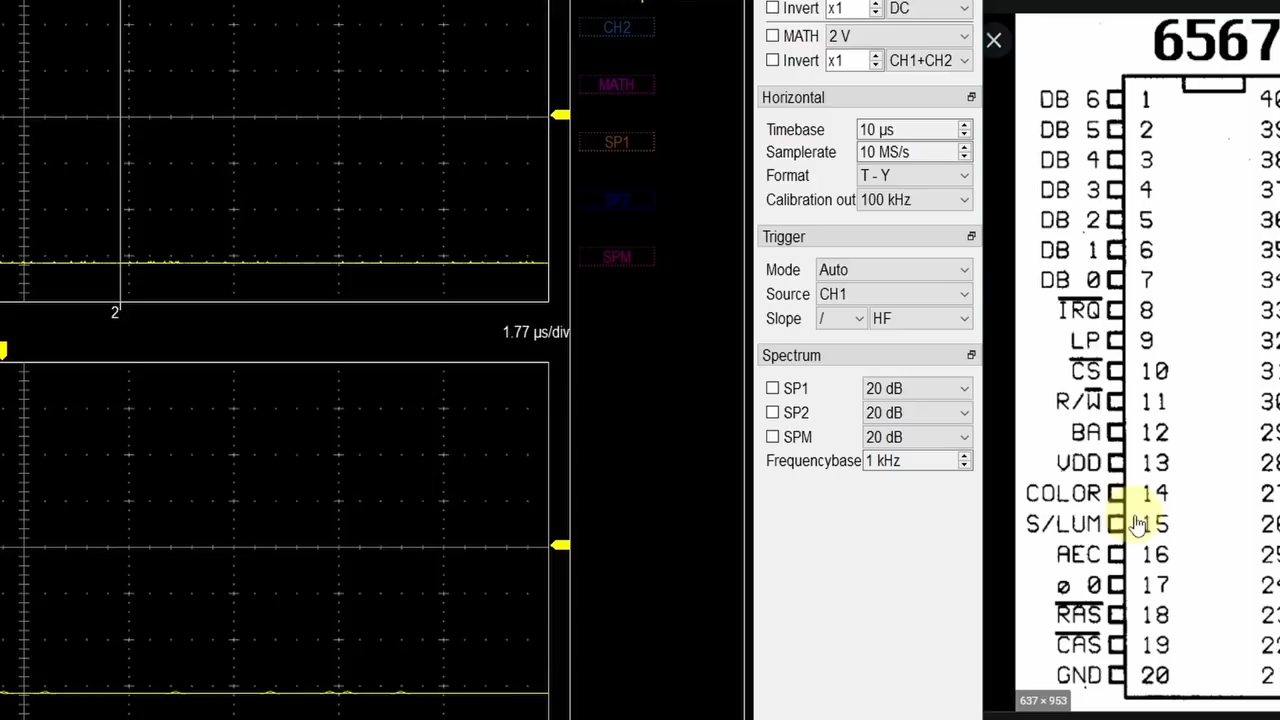 CH2
MATH
SP1
SP2
SPM
2
1.77 µs/div
Invert x1 DC
MATH 2 V
Invert x1 CH1+CH2
Horizontal
Timebase 10 µs
Samplerate 10 MS/s
Format T - Y
Calibration out 100 kHz
Trigger
Mode Auto
Source CH1
Slope / HF
Spectrum
SP1 20 dB
SP2 20 dB
SPM 20 dB
Frequencybase 1 kHz
6567
DB 6 1
DB 5 2
DB 4 3
DB 3 4
DB 2 5
DB 1 6
DB 0 7
IRQ 8
LP 9
CS 10
R/W 11
BA 12
VDD 13
COLOR 14
S/LUM 15
AEC 16
ø 0 17
RAS 18
CAS 19
GND 20
637 × 953